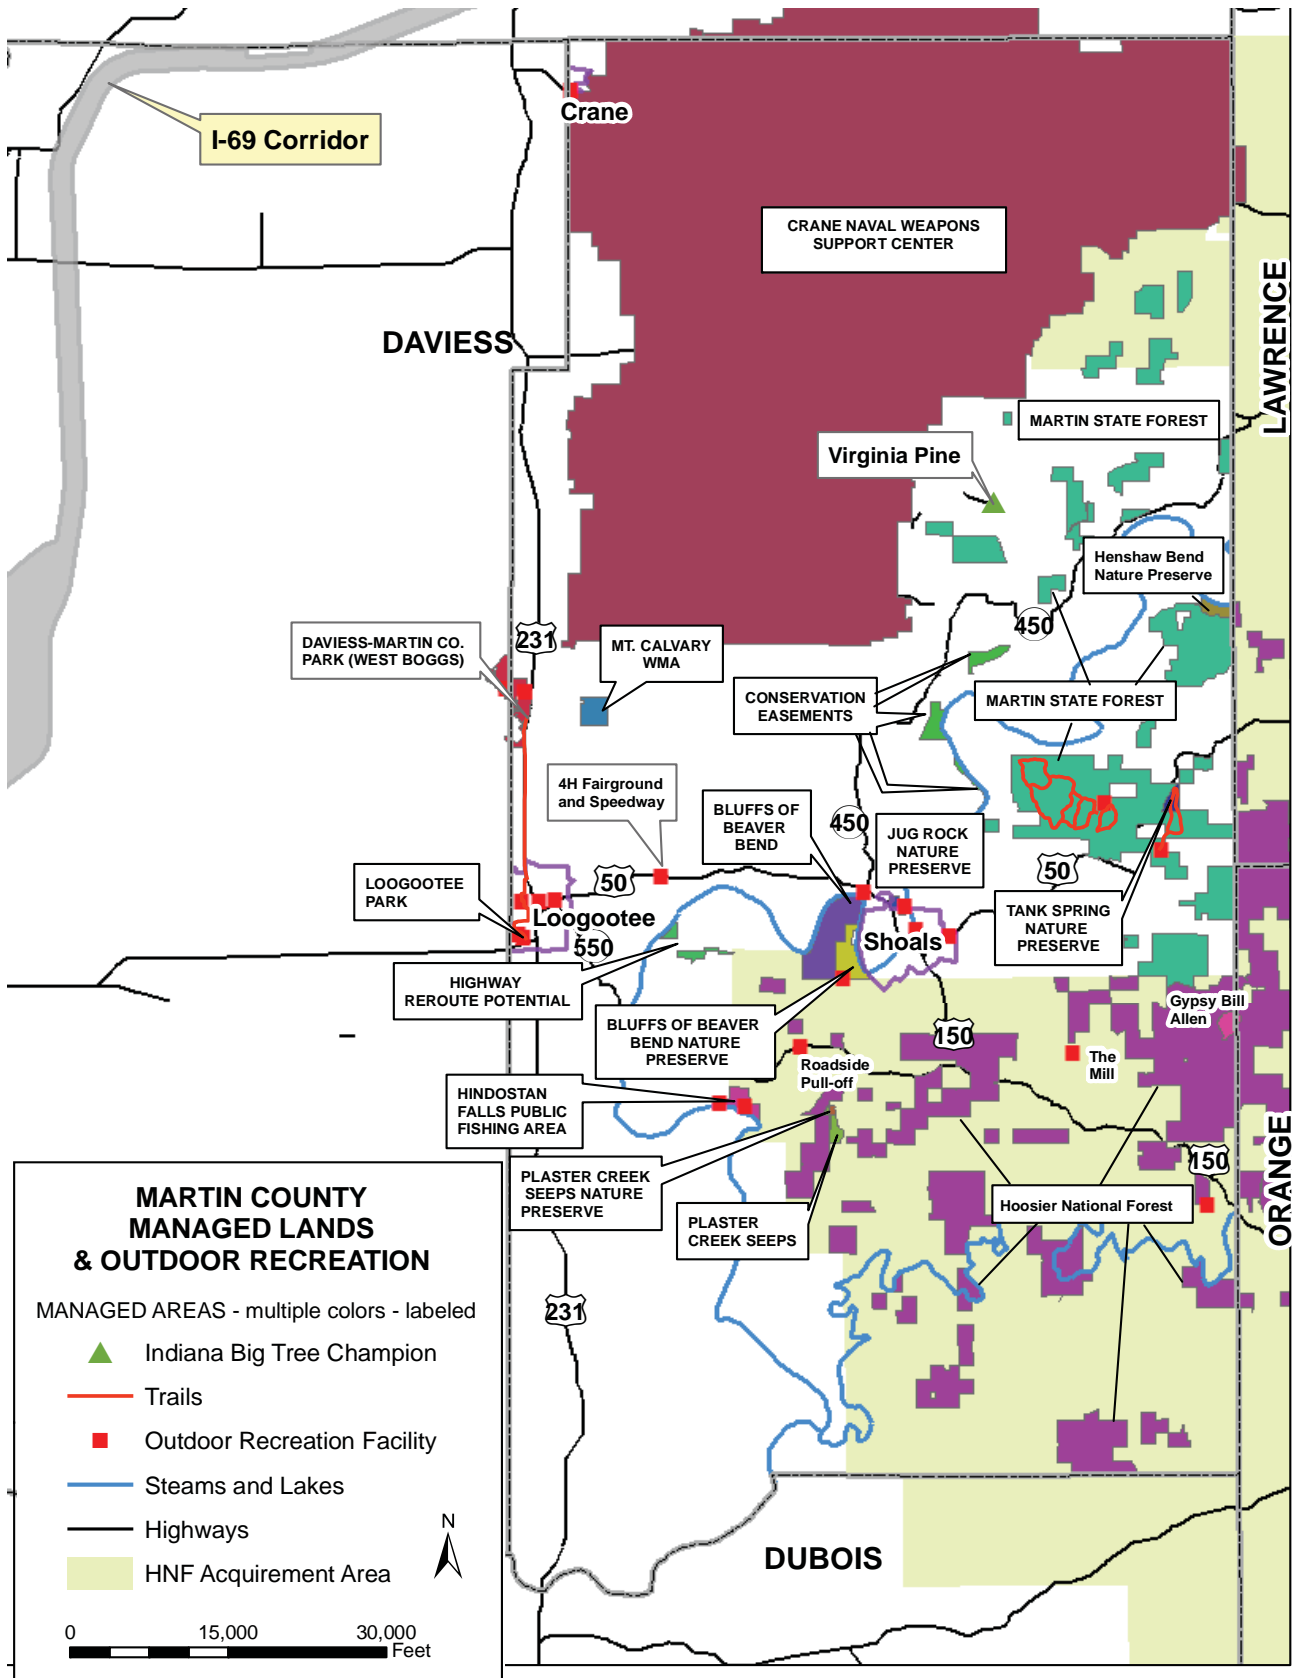 Crane
I-69 Corridor
CRANE NAVAL WEAPONS
SUPPORT CENTER
LAWRENCE
DAVIESS
MARTIN STATE FOREST
Virginia Pine
Henshaw Bend
Nature Preserve
450
231
DAVIESS-MARTIN CO.
PARK (WEST BOGGS)
MT. CALVARY
WMA
CONSERVATION
EASEMENTS
MARTIN STATE FOREST
4H Fairground
and Speedway
BLUFFS OF
BEAVER
BEND
450
JUG ROCK
NATURE
PRESERVE
50
50
LOOGOOTEE
PARK
Loogootee
550
Shoals
TANK SPRING
NATURE
PRESERVE
HIGHWAY
REROUTE POTENTIAL
Gypsy Bill
Allen
BLUFFS OF BEAVER
BEND NATURE
PRESERVE
150
The
Mill
Roadside
Pull-off
HINDOSTAN
FALLS PUBLIC
FISHING AREA
150
ORANGE
PLASTER CREEK
SEEPS NATURE
PRESERVE
Hoosier National Forest
PLASTER
CREEK SEEPS
231
DUBOIS
MARTIN COUNTY
MANAGED LANDS
& OUTDOOR RECREATION
MANAGED AREAS - multiple colors - labeled
Indiana Big Tree Champion
Trails
Outdoor Recreation Facility
Steams and Lakes
Highways
N
HNF Acquirement Area
0 15,000 30,000
Feet